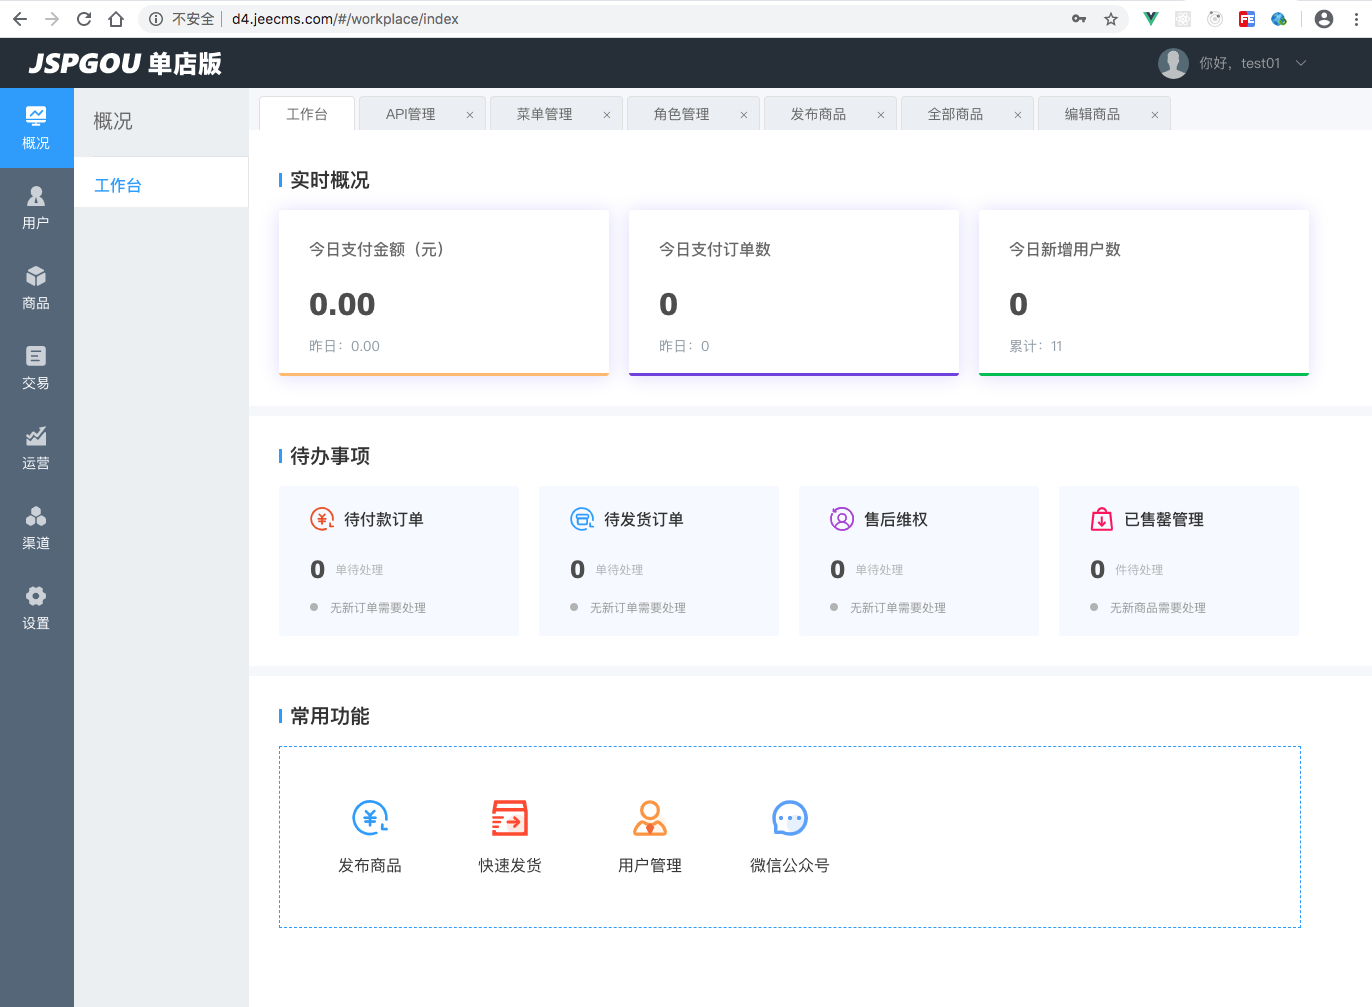 不安全 d4.jeecms.com/#/workplace/index
JSPGOU 单店版
你好，test01
概况
用户
商品
交易
运营
渠道
设置
概况
工作台
工作台 API管理 × 菜单管理 × 角色管理 × 发布商品 × 全部商品 × 编辑商品 ×
实时概况
今日支付金额（元）
0.00
昨日：0.00
今日支付订单数
0
昨日：0
今日新增用户数
0
累计：11
待办事项
待付款订单
0 单待处理
无新订单需要处理
待发货订单
0 单待处理
无新订单需要处理
售后维权
0 单待处理
无新订单需要处理
已售罄管理
0 件待处理
无新商品需要处理
常用功能
发布商品
快速发货
用户管理
微信公众号